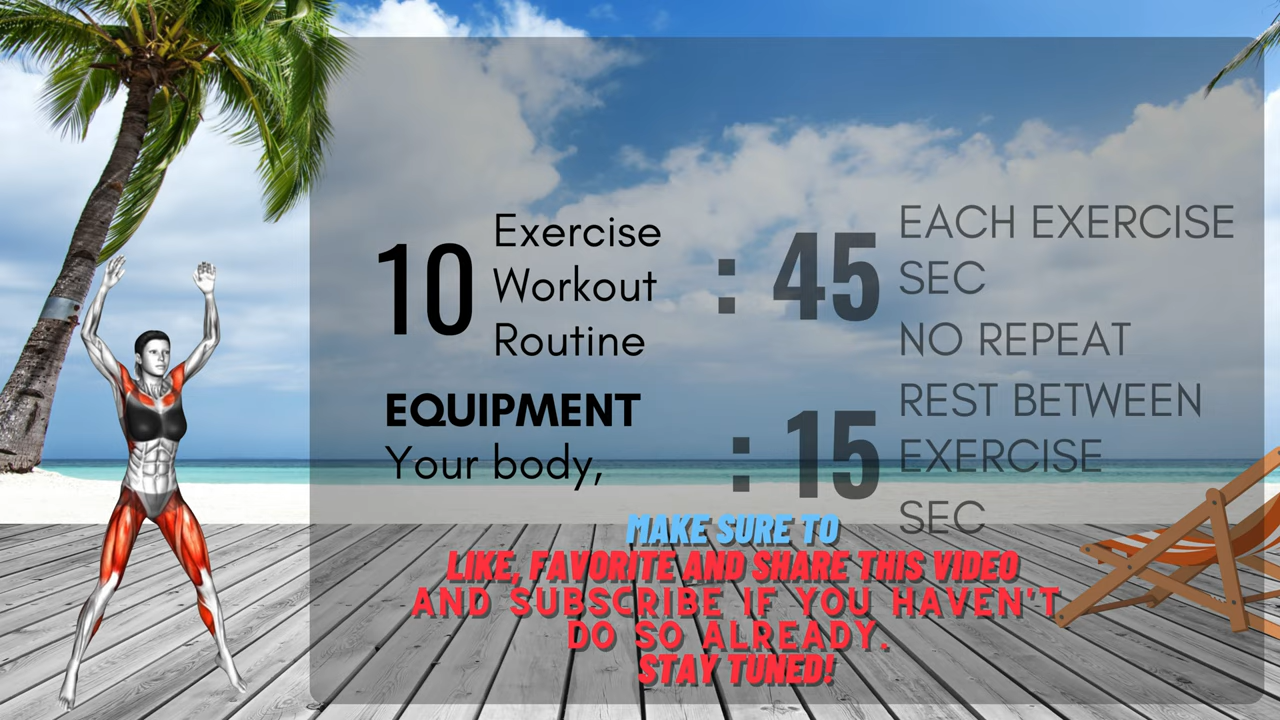 10
Exercise
Workout
Routine
EQUIPMENT
Your body,
: 45
EACH EXERCISE
SEC
NO REPEAT
: 15
REST BETWEEN
EXERCISE
SEC
MAKE SURE TO
LIKE, FAVORITE AND SHARE THIS VIDEO
AND SUBSCRIBE IF YOU HAVEN'T
DO SO ALREADY.
STAY TUNED!